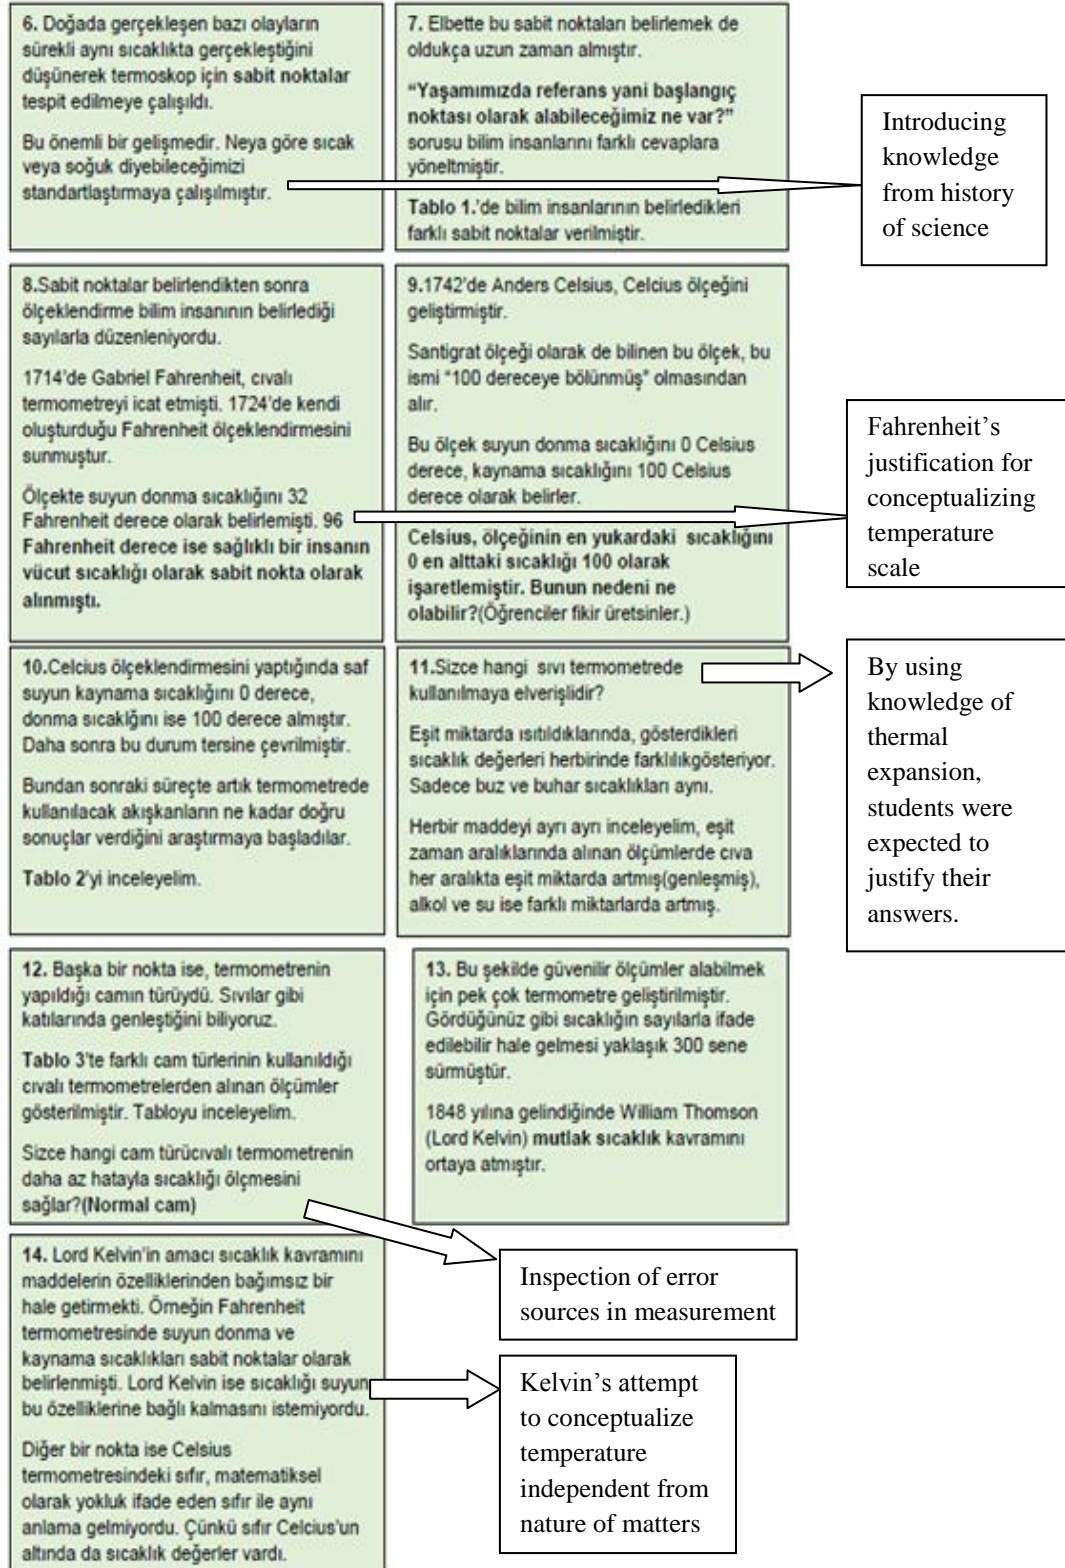 6. Doğada gerçekleşen bazı olayların
sürekli aynı sıcaklıkta gerçekleştiğini
düşünerek termoskop için sabit noktalar
tespit edilmeye çalışıldı.
Bu önemli bir gelişmedir. Neya göre sıcak
veya soğuk diyebileceğimizi
standartlaştırmaya çalışılmıştır.
7. Elbette bu sabit noktaları belirlemek de
oldukça uzun zaman almıştır.
“Yaşamımızda referans yani başlangıç
noktası olarak alabileceğimiz ne var?”
sorusu bilim insanlarını farklı cevaplara
yöneltmiştir.
Tablo 1.’de bilim insanlarının belirledikleri
farklı sabit noktalar verilmiştir.
Introducing
knowledge
from history
of science
8.Sabit noktalar belirlendikten sonra
ölçeklendirme bilim insanının belirlediği
sayılarla düzenleniyordu.
1714’de Gabriel Fahrenheit, cıvalı
termometreyi icat etmişti. 1724’de kendi
oluşturduğu Fahrenheit ölçeklendirmesini
sunmuştur.
Ölçekte suyun donma sıcaklığını 32
Fahrenheit derece olarak belirlemişti. 96
Fahrenheit derece ise sağlıklı bir insanın
vücut sıcaklığı olarak sabit nokta olarak
alınmıştı.
9.1742’de Anders Celsius, Celcius ölçeğini
geliştirmiştir.
Santigrat ölçeği olarak de bilinen bu ölçek, bu
ismi “100 dereceye bölünmüş” olmasından
alır.
Bu ölçek suyun donma sıcaklığını 0 Celsius
derece, kaynama sıcaklığını 100 Celsius
derece olarak belirler.
Celsius, ölçeğinin en yukardaki sıcaklığını
0 en alttaki sıcaklığı 100 olarak
işaretlemiştir. Bunun nedeni ne
olabilir?(Öğrenciler fikir üretsinler.)
Fahrenheit’s
justification for
conceptualizing
temperature
scale
10.Celcius ölçeklendirmesini yaptığında saf
suyun kaynama sıcaklığını 0 derece,
donma sıcaklğını ise 100 derece almıştır.
Daha sonra bu durum tersine çevrilmiştir.
Bundan sonraki süreçte artık termometrede
kullanılacak akışkanların ne kadar doğru
sonuçlar verdiğini araştırmaya başladılar.
Tablo 2’yi inceleyelim.
11.Sizce hangi sıvı termometrede
kullanılmaya elverişlidir?
Eşit miktarda ısıtıldıklarında, gösterdikleri
sıcaklık değerleri herbirinde farklılıkgösteriyor.
Sadece buz ve buhar sıcaklıkları aynı.
Herbir maddeyi ayrı ayrı inceleyelim, eşit
zaman aralıklarında alınan ölçümlerde cıva
her aralıkta eşit miktarda artmış(genleşmiş),
alkol ve su ise farklı miktarlarda artmış.
By using
knowledge of
thermal
expansion,
students were
expected to
justify their
answers.
12. Başka bir nokta ise, termometrenin
yapıldığı camın türüydü. Sıvılar gibi
katılarında genleştiğini biliyoruz.
Tablo 3’te farklı cam türlerinin kullanıldığı
cıvalı termometrelerden alınan ölçümler
gösterilmiştir. Tabloyu inceleyelim.
Sizce hangi cam türücıvalı termometrenin
daha az hatayla sıcaklığı ölçmesini
sağlar?(Normal cam)
13. Bu şekilde güvenilir ölçümler alabilmek
için pek çok termometre geliştirilmiştir.
Gördüğünüz gibi sıcaklığın sayılarla ifade
edilebilir hale gelmesi yaklaşık 300 sene
sürmüştür.
1848 yılına gelindiğinde William Thomson
(Lord Kelvin) mutlak sıcaklık kavramını
ortaya atmıştır.
Inspection of error
sources in measurement
14. Lord Kelvin’in amacı sıcaklık kavramını
maddelerin özelliklerinden bağımsız bir
hale getirmekti. Örneğin Fahrenheit
termometresinde suyun donma ve
kaynama sıcaklıkları sabit noktalar olarak
belirlenmişti. Lord Kelvin ise sıcaklığı suyun
bu özelliklerine bağlı kalmasını istemiyordu.
Diğer bir nokta ise Celsius
termometresindeki sıfır, matematiksel
olarak yokluk ifade eden sıfır ile aynı
anlama gelmiyordu. Çünkü sıfır Celcius’un
altında da sıcaklık değerler vardı.
Kelvin’s attempt
to conceptualize
temperature
independent from
nature of matters